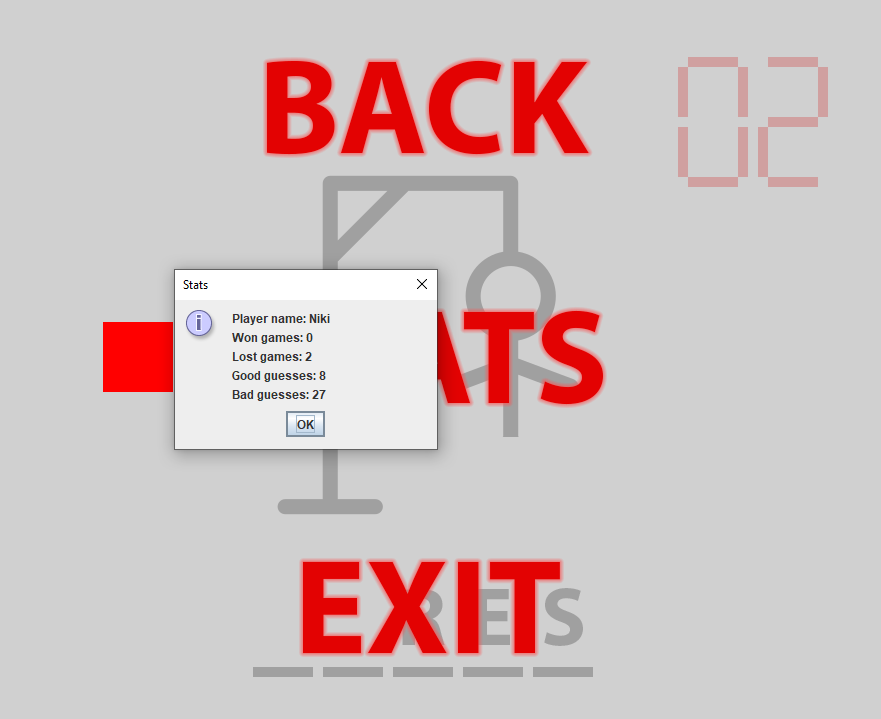 BACK
02
Stats
Player name: Niki
Won games: 0
Lost games: 2
Good guesses: 8
Bad guesses: 27
OK
ATS
EXIT
R E S